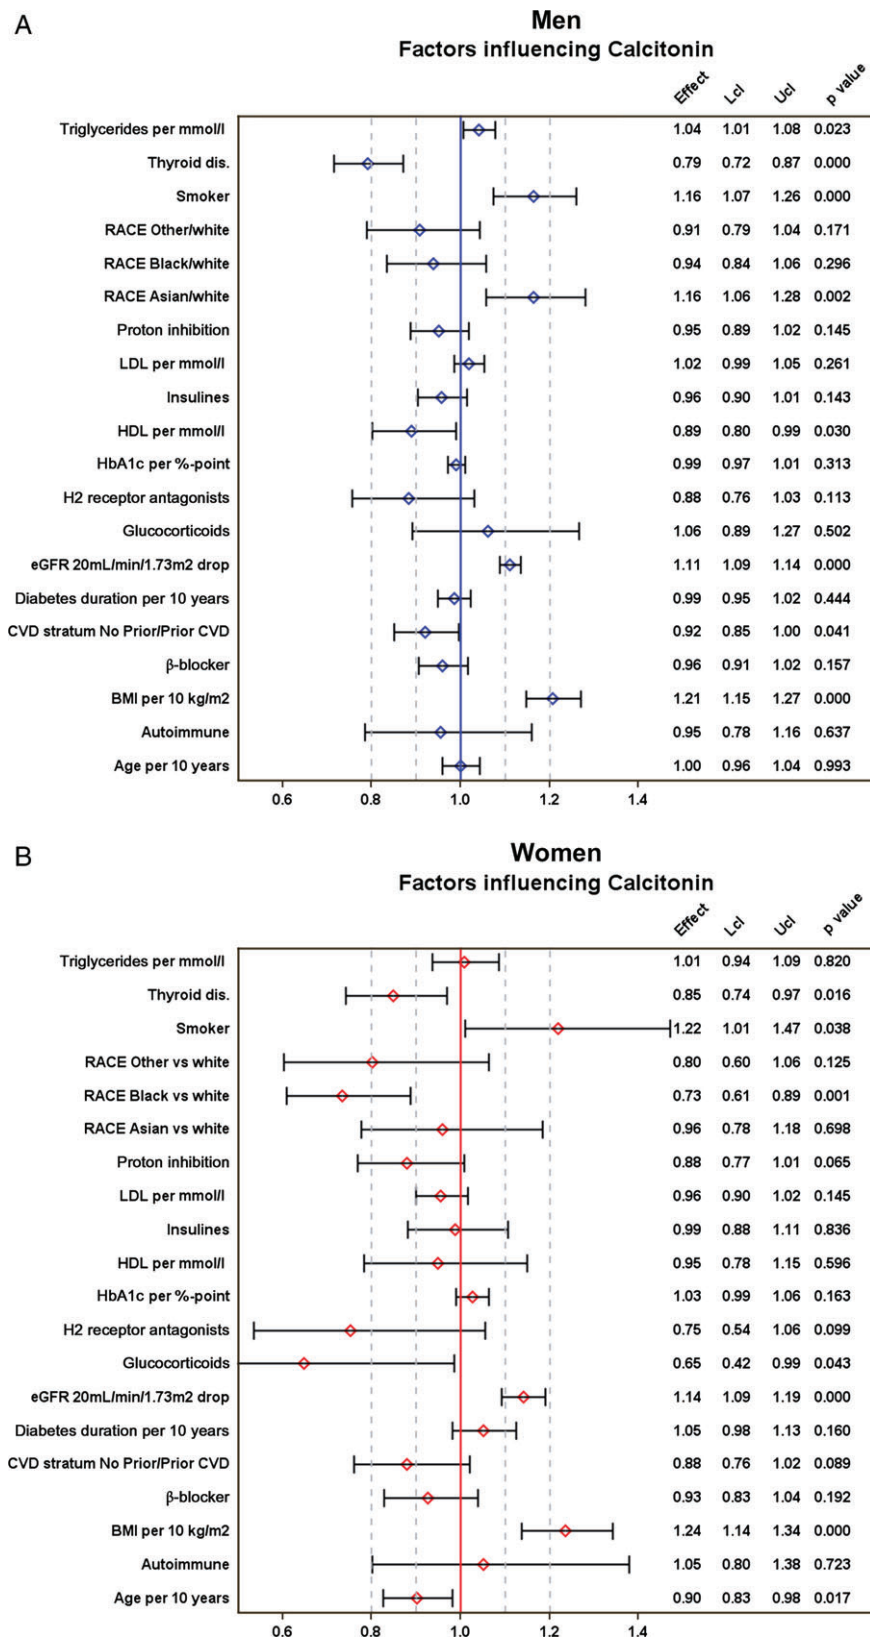 A
Men
Factors influencing Calcitonin
Effect Lcl Ucl p value
Triglycerides per mmol/l 1.04 1.01 1.08 0.023
Thyroid dis. 0.79 0.72 0.87 0.000
Smoker 1.16 1.07 1.26 0.000
RACE Other/white 0.91 0.79 1.04 0.171
RACE Black/white 0.94 0.84 1.06 0.296
RACE Asian/white 1.16 1.06 1.28 0.002
Proton inhibition 0.95 0.89 1.02 0.145
LDL per mmol/l 1.02 0.99 1.05 0.261
Insulines 0.96 0.90 1.01 0.143
HDL per mmol/l 0.89 0.80 0.99 0.030
HbA1c per %-point 0.99 0.97 1.01 0.313
H2 receptor antagonists 0.88 0.76 1.03 0.113
Glucocorticoids 1.06 0.89 1.27 0.502
eGFR 20mL/min/1.73m2 drop 1.11 1.09 1.14 0.000
Diabetes duration per 10 years 0.99 0.95 1.02 0.444
CVD stratum No Prior/Prior CVD 0.92 0.85 1.00 0.041
β-blocker 0.96 0.91 1.02 0.157
BMI per 10 kg/m2 1.21 1.15 1.27 0.000
Autoimmune 0.95 0.78 1.16 0.637
Age per 10 years 1.00 0.96 1.04 0.993
0.6 0.8 1.0 1.2 1.4
B
Women
Factors influencing Calcitonin
Effect Lcl Ucl p value
Triglycerides per mmol/l 1.01 0.94 1.09 0.820
Thyroid dis. 0.85 0.74 0.97 0.016
Smoker 1.22 1.01 1.47 0.038
RACE Other vs white 0.80 0.60 1.06 0.125
RACE Black vs white 0.73 0.61 0.89 0.001
RACE Asian vs white 0.96 0.78 1.18 0.698
Proton inhibition 0.88 0.77 1.01 0.065
LDL per mmol/l 0.96 0.90 1.02 0.145
Insulines 0.99 0.88 1.11 0.836
HDL per mmol/l 0.95 0.78 1.15 0.596
HbA1c per %-point 1.03 0.99 1.06 0.163
H2 receptor antagonists 0.75 0.54 1.06 0.099
Glucocorticoids 0.65 0.42 0.99 0.043
eGFR 20mL/min/1.73m2 drop 1.14 1.09 1.19 0.000
Diabetes duration per 10 years 1.05 0.98 1.13 0.160
CVD stratum No Prior/Prior CVD 0.88 0.76 1.02 0.089
β-blocker 0.93 0.83 1.04 0.192
BMI per 10 kg/m2 1.24 1.14 1.34 0.000
Autoimmune 1.05 0.80 1.38 0.723
Age per 10 years 0.90 0.83 0.98 0.017
0.6 0.8 1.0 1.2 1.4